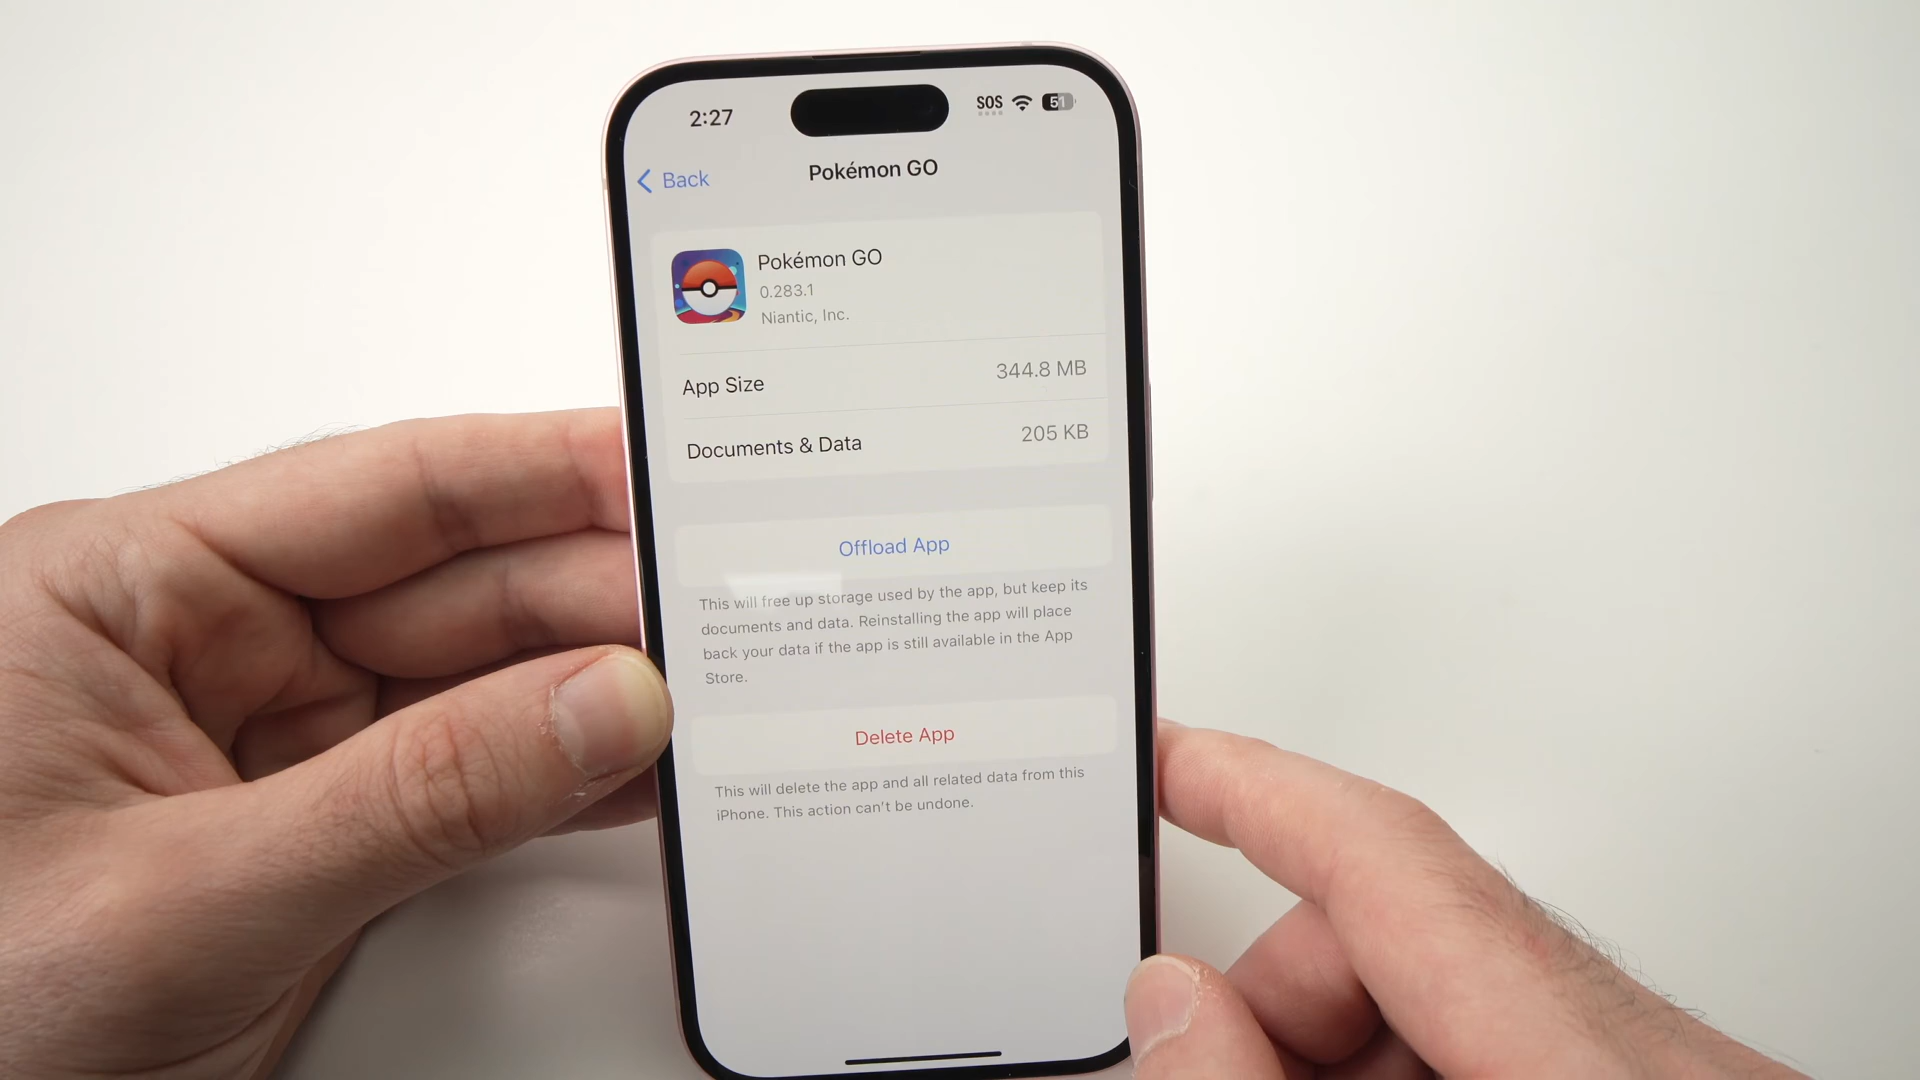 2:27
SOS
51
Back
Pokémon GO
Pokémon GO
0.283.1
Niantic, Inc.
App Size 344.8 MB
Documents & Data 205 KB
Offload App
This will free up storage used by the app, but keep its
documents and data. Reinstalling the app will place
back your data if the app is still available in the App
Store.
Delete App
This will delete the app and all related data from this
iPhone. This action can't be undone.